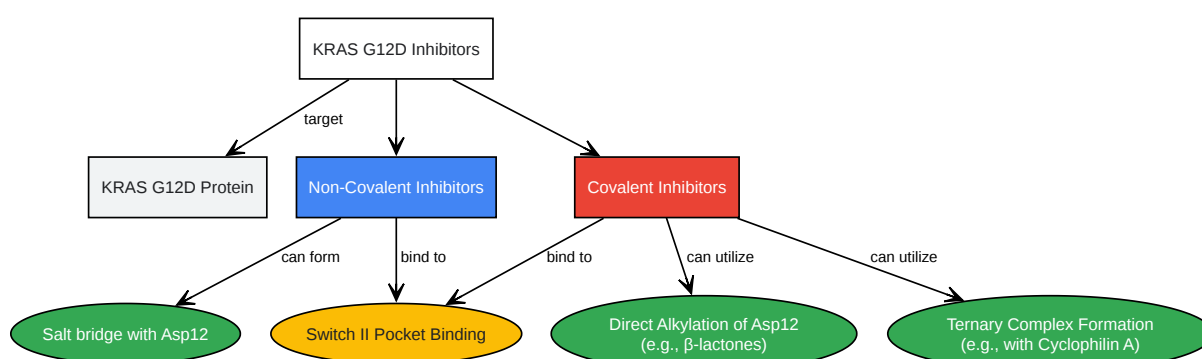 KRAS G12D Inhibitors
target
KRAS G12D Protein
Non-Covalent Inhibitors
Covalent Inhibitors
can form
bind to
bind to
can utilize
can utilize
Salt bridge with Asp12
Switch II Pocket Binding
Direct Alkylation of Asp12
(e.g., β-lactones)
Ternary Complex Formation
(e.g., with Cyclophilin A)